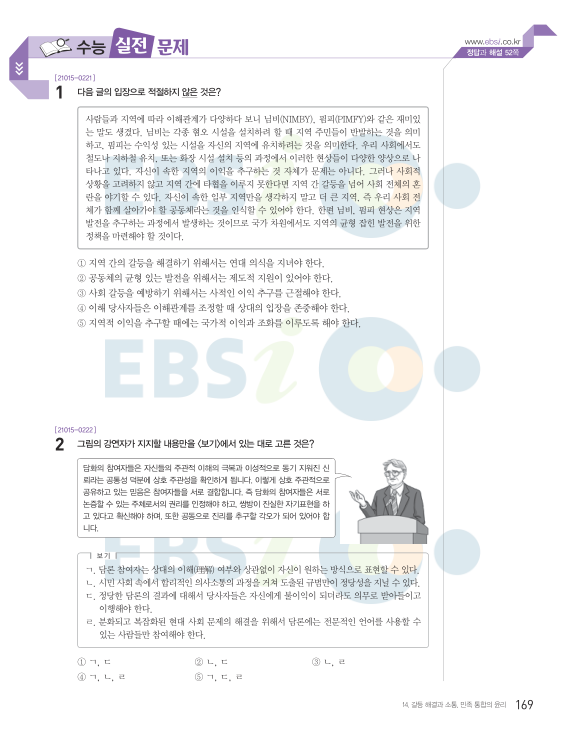 수능 실전 문제
www.ebsi.co.kr
정답과 해설 52쪽
[21015-0221]
1 다음 글의 입장으로 적절하지 않은 것은?
사람들과 지역에 따라 이해관계가 다양하다 보니 님비(NIMBY), 핌피(PIMFY)와 같은 재미있
는 말도 생겼다. 님비는 각종 혐오 시설을 설치하려 할 때 지역 주민들이 반발하는 것을 의미
하고, 핌피는 수익성 있는 시설을 자신의 지역에 유치하려는 것을 의미한다. 우리 사회에서도
철도나 지하철 유치, 또는 화장 시설 설치 등의 과정에서 이러한 현상들이 다양한 양상으로 나
타나고 있다. 자신이 속한 지역의 이익을 추구하는 것 자체가 문제는 아니다. 그러나 사회적
상황을 고려하지 않고 지역 간에 타협을 이루지 못한다면 지역 간 갈등을 넘어 사회 전체의 혼
란을 야기할 수 있다. 자신이 속한 일부 지역만을 생각하지 말고 더 큰 지역, 즉 우리 사회 전
체가 함께 살아가야 할 공동체라는 것을 인식할 수 있어야 한다. 한편 님비, 핌피 현상은 지역
발전을 추구하는 과정에서 발생하는 것이므로 국가 차원에서도 지역의 균형 잡힌 발전을 위한
정책을 마련해야 할 것이다.
① 지역 간의 갈등을 해결하기 위해서는 연대 의식을 지녀야 한다.
② 공동체의 균형 있는 발전을 위해서는 제도적 지원이 있어야 한다.
③ 사회 갈등을 예방하기 위해서는 사적인 이익 추구를 근절해야 한다.
④ 이해 당사자들은 이해관계를 조정할 때 상대의 입장을 존중해야 한다.
⑤ 지역적 이익을 추구할 때에는 국가적 이익과 조화를 이루도록 해야 한다.
EBSi
[21015-0222]
2 그림의 강연자가 지지할 내용만을 <보기>에서 있는 대로 고른 것은?
담화의 참여자들은 자신들의 주관적 이해의 극복과 이성적으로 동기 지워진 신
뢰라는 공통성 덕분에 상호 주관성을 확인하게 됩니다. 이렇게 상호 주관적으로
공유하고 있는 믿음은 참여자들을 서로 결합합니다. 즉 담화의 참여자들은 서로
논증할 수 있는 주체로서의 권리를 인정해야 하고, 쌍방이 진실한 자기표현을 하
고 있다고 확신해야 하며, 또한 공동으로 진리를 추구할 각오가 되어 있어야 합
니다.
보기
ㄱ. 담론 참여자는 상대의 이해(理解) 여부와 상관없이 자신이 원하는 방식으로 표현할 수 있다.
ㄴ. 시민 사회 속에서 합리적인 의사소통의 과정을 거쳐 도출된 규범만이 정당성을 지닐 수 있다.
ㄷ. 정당한 담론의 결과에 대해서 당사자들은 자신에게 불이익이 되더라도 의무로 받아들이고
이행해야 한다.
ㄹ. 분화되고 복잡화된 현대 사회 문제의 해결을 위해서 담론에는 전문적인 언어를 사용할 수
있는 사람들만 참여해야 한다.
① ㄱ, ㄷ ② ㄴ, ㄷ ③ ㄴ, ㄹ
④ ㄱ, ㄴ, ㄹ ⑤ ㄱ, ㄷ, ㄹ
14. 갈등 해결과 소통, 민족 통합의 윤리 169